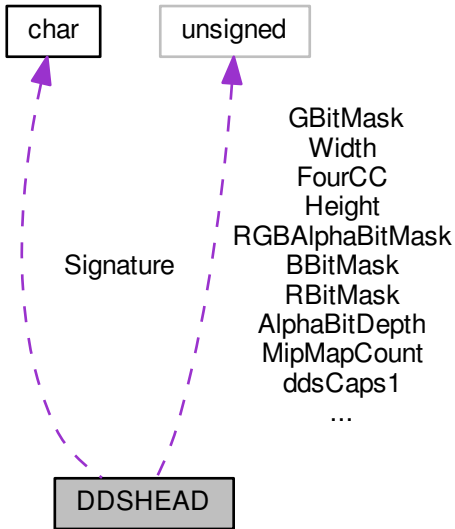 char
unsigned
GBitMask
Width
FourCC
Height
RGBAlphaBitMask
Signature
BBitMask
RBitMask
AlphaBitDepth
MipMapCount
ddsCaps1
...
DDSHEAD